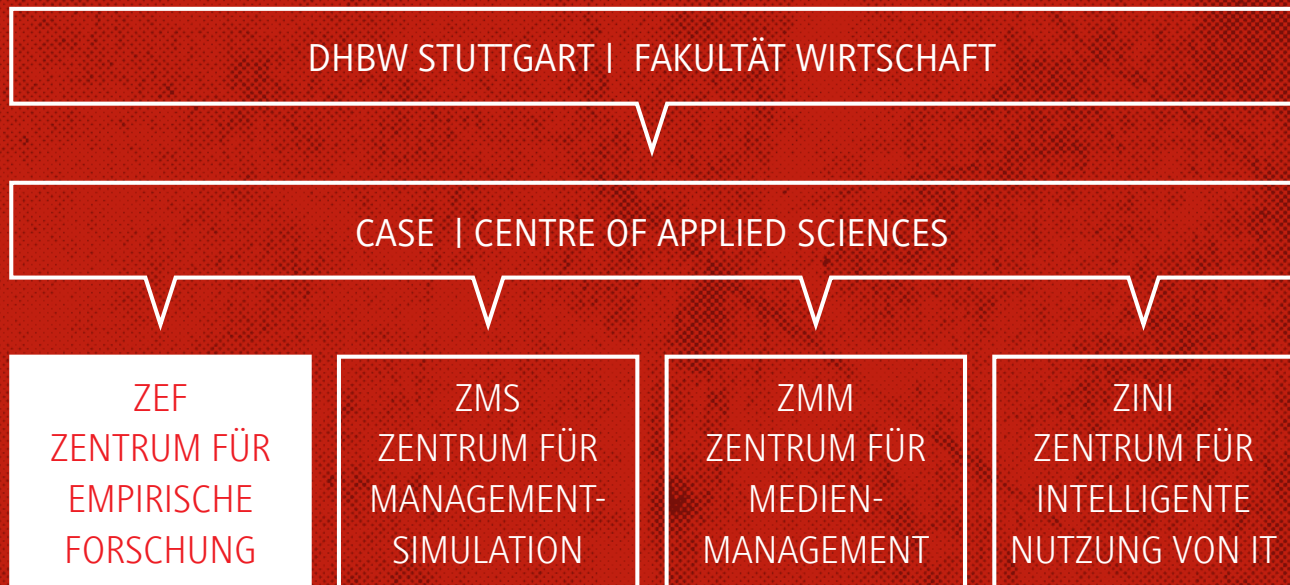 DHBW STUTTGART | FAKULTÄT WIRTSCHAFT
CASE | CENTRE OF APPLIED SCIENCES
ZEF
ZENTRUM FÜR
EMPIRISCHE
FORSCHUNG
ZMS
ZENTRUM FÜR
MANAGEMENT-
SIMULATION
ZMM
ZENTRUM FÜR
MEDIEN-
MANAGEMENT
ZINI
ZENTRUM FÜR
INTELLIGENTE
NUTZUNG VON IT